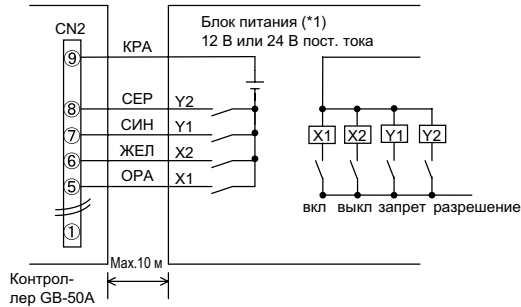 CN2
Блок питания (*1)
12 В или 24 В пост. тока
9 КРА
8 СЕР Y2
7 СИН Y1
6 ЖЕЛ X2
5 ОРА X1
1
X1 X2 Y1 Y2
вкл выкл запрет разрешение
Max.10 м
Контрол-
лер GB-50A